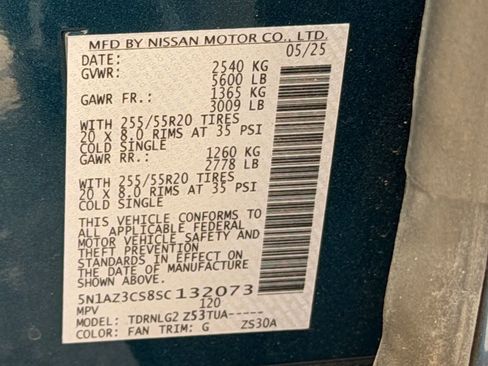 MFD BY NISSAN MOTOR CO., LTD.
DATE: 05/25
GVWR: 2540 KG
5600 LB
GAWR FR.: 1365 KG
3009 LB
WITH 255/55R20 TIRES
20 X 8.0 RIMS AT 35 PSI
COLD SINGLE
GAWR RR.: 1260 KG
2778 LB
WITH 255/55R20 TIRES
20 X 8.0 RIMS AT 35 PSI
COLD SINGLE
THIS VEHICLE CONFORMS TO
ALL APPLICABLE FEDERAL
MOTOR VEHICLE SAFETY AND
THEFT PREVENTION
STANDARDS IN EFFECT ON THE
DATE OF MANUFACTURE
5N1AZ3CS8SC132073
MPV 120
MODEL: TDRNLG2 Z53TUA-----
COLOR: FAN TRIM: G ZS30A